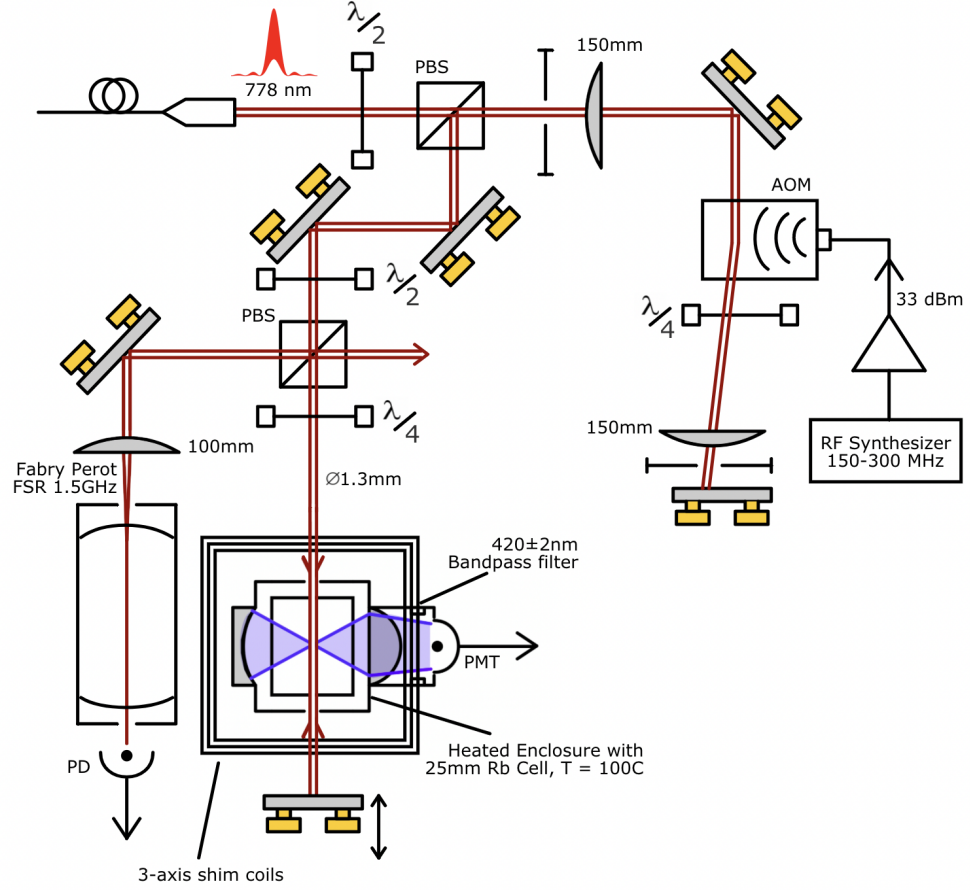 λ/2
778 nm
PBS
150mm
AOM
λ/2
33 dBm
λ/4
PBS
λ/4
150mm
RF Synthesizer
150-300 MHz
100mm
Fabry Perot
FSR 1.5GHz
∅1.3mm
420±2nm
Bandpass filter
PMT
PD
Heated Enclosure with
25mm Rb Cell, T = 100C
3-axis shim coils